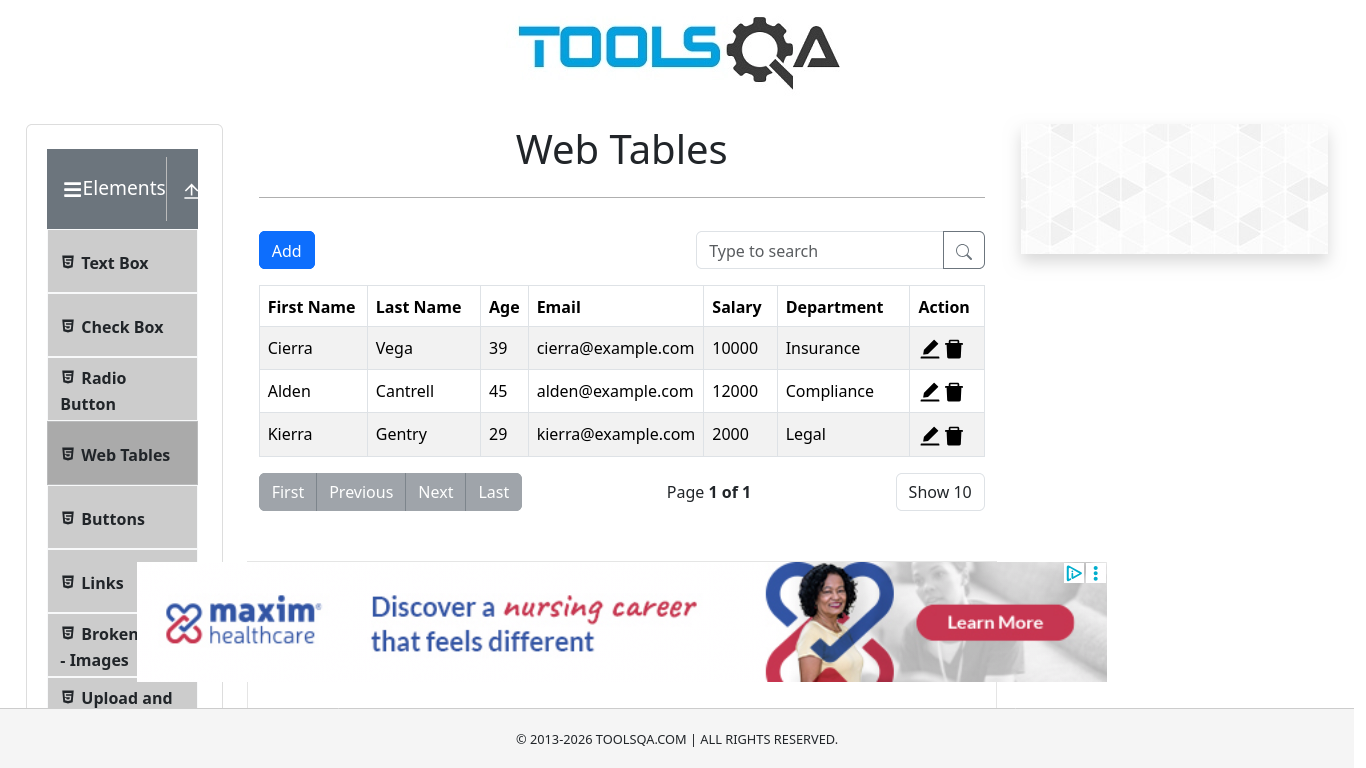 TOOLSQA
Elements
Text Box
Check Box
Radio
Button
Web Tables
Buttons
Links
Broken
- Images
Upload and
Web Tables
Add
Type to search
First Name Last Name Age Email Salary Department Action
Cierra Vega 39 cierra@example.com 10000 Insurance
Alden Cantrell 45 alden@example.com 12000 Compliance
Kierra Gentry 29 kierra@example.com 2000 Legal
First Previous Next Last Page 1 of 1 Show 10
maxim
healthcare
Discover a nursing career
that feels different
Learn More
© 2013-2026 TOOLSQA.COM | ALL RIGHTS RESERVED.